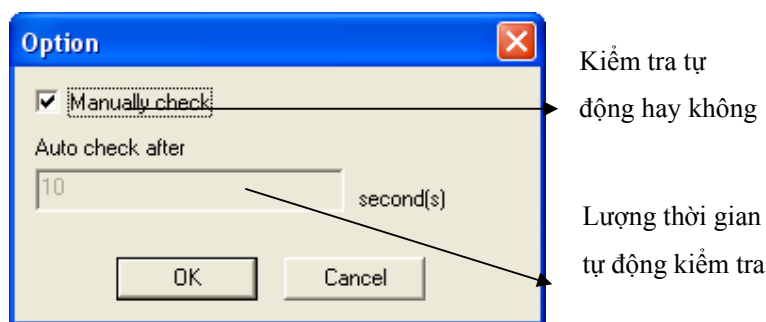 Option
Manually check
Auto check after
10
second(s)
OK
Cancel
Kiểm tra tự
động hay không
Lượng thời gian
tự động kiểm tra